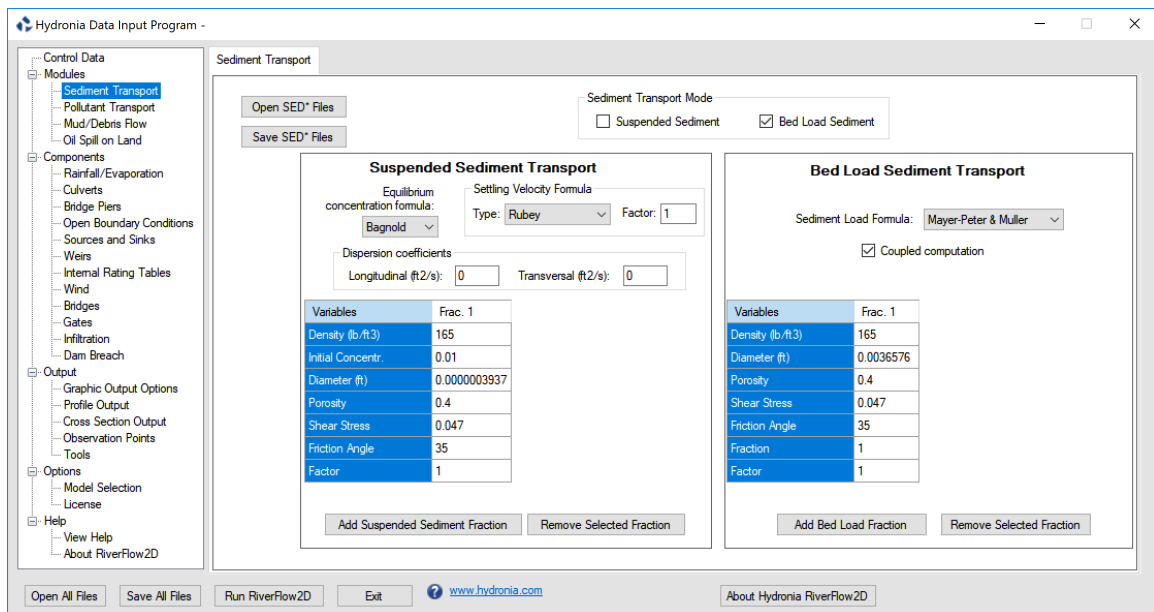 Hydronia Data Input Program -
Control Data
Modules
Sediment Transport
Pollutant Transport
Mud/Debris Flow
Oil Spill on Land
Components
Rainfall/Evaporation
Culverts
Bridge Piers
Open Boundary Conditions
Sources and Sinks
Weirs
Internal Rating Tables
Wind
Bridges
Gates
Infiltration
Dam Breach
Output
Graphic Output Options
Profile Output
Cross Section Output
Observation Points
Tools
Options
Model Selection
License
Help
View Help
About RiverFlow2D
Sediment Transport
Open SED* Files
Save SED* Files
Sediment Transport Mode
Suspended Sediment Bed Load Sediment
Suspended Sediment Transport
Equilibrium
concentration formula:
Bagnold
Settling Velocity Formula
Type: Rubey Factor: 1
Dispersion coefficients
Longitudinal (ft2/s): 0 Transversal (ft2/s): 0
Variables Frac. 1
Density (lb/ft3) 165
Initial Concentr. 0.01
Diameter (ft) 0.0000003937
Porosity 0.4
Shear Stress 0.047
Friction Angle 35
Factor 1
Add Suspended Sediment Fraction Remove Selected Fraction
Bed Load Sediment Transport
Sediment Load Formula: Mayer-Peter & Muller
Coupled computation
Variables Frac. 1
Density (lb/ft3) 165
Diameter (ft) 0.0036576
Porosity 0.4
Shear Stress 0.047
Friction Angle 35
Fraction 1
Factor 1
Add Bed Load Fraction Remove Selected Fraction
Open All Files Save All Files Run RiverFlow2D Exit ? www.hydronia.com About Hydronia RiverFlow2D